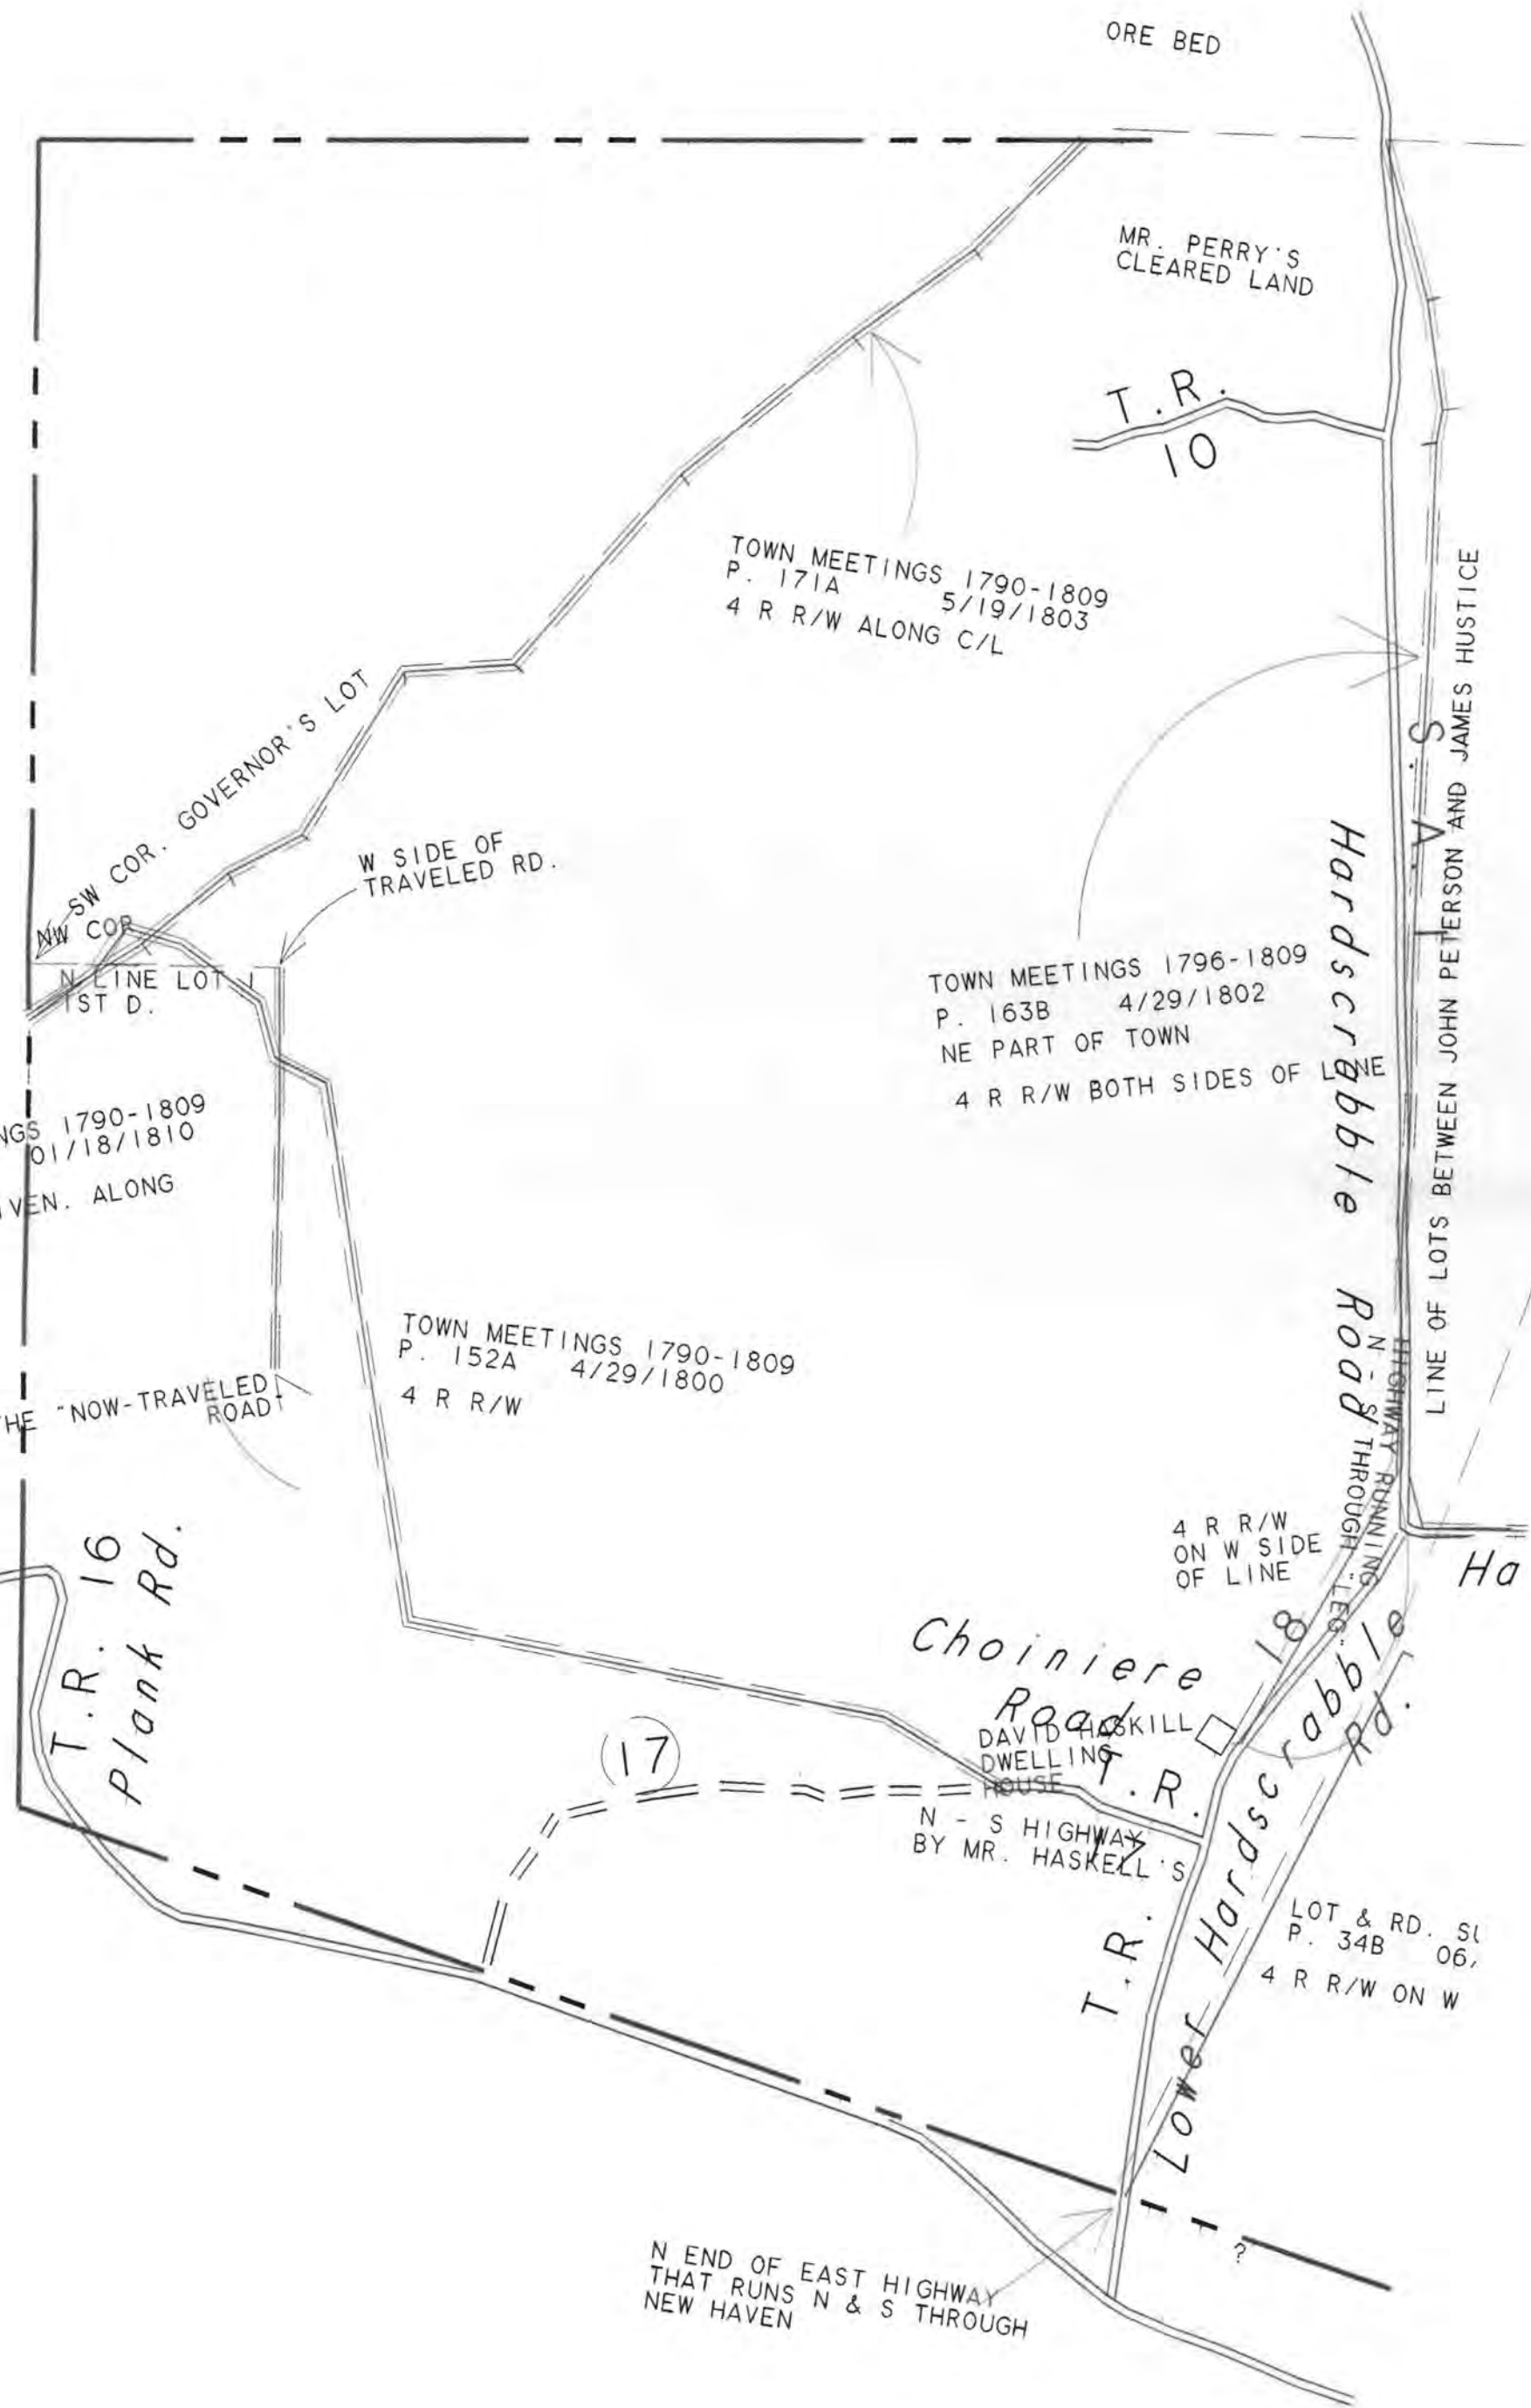 ORE BED
MR. PERRY'S
CLEARED LAND
T.R.
10
TOWN MEETINGS 1790-1809
P. 171A 5/19/1803
4 R R/W ALONG C/L
SW COR. GOVERNOR'S LOT
NW COR
N LINE LOT 1
1ST D.
W SIDE OF
TRAVELED RD.
S.A. 1
LINE OF LOTS BETWEEN JOHN PETERSON AND JAMES HUSTICE
Hardscrabble Road
TOWN MEETINGS 1796-1809
P. 163B 4/29/1802
NE PART OF TOWN
4 R R/W BOTH SIDES OF LINE
NGS 1790-1809
01/18/1810
IVEN. ALONG
HE "NOW-TRAVELED
ROAD"
TOWN MEETINGS 1790-1809
P. 152A 4/29/1800
4 R R/W
N - S HIGHWAY RUNNING
THROUGH "LEG"
4 R R/W
ON W SIDE
OF LINE
Ha
T.R. 16
Plank Rd.
Choiniere
Road
T.R.
17
18
DAVID HASKILL
DWELLING
HOUSE
(17)
N - S HIGHWAY
BY MR. HASKELL'S
T.R.
Lower Hardscrabble
Rd.
LOT & RD.
P. 34B 06/
4 R R/W ON W
?
N END OF EAST HIGHWAY
THAT RUNS N & S THROUGH
NEW HAVEN